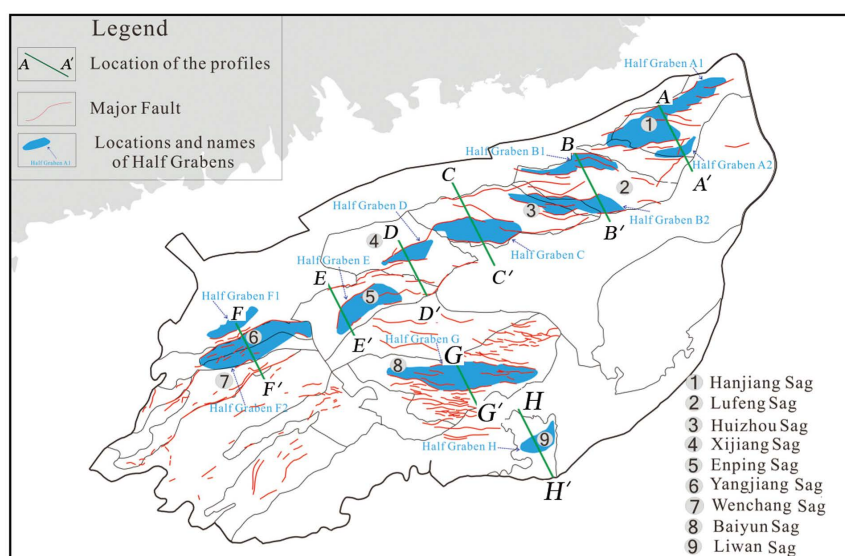 Legend
A A′ Location of the profiles
Major Fault
Half Graben A1
Locations and names
of Half Grabens
Half Graben A1
A
1
Half Graben A2
A′
Half Graben B1
B
2
3
B′
Half Graben B2
C
Half Graben C
C′
Half Graben D
D
4
D′
Half Graben E
E
5
E′
Half Graben F1
F
6
7
F′
Half Graben F2
Half Graben G
G
8
G′
H
9
Half Graben H
H′
1 Hanjiang Sag
2 Lufeng Sag
3 Huizhou Sag
4 Xijiang Sag
5 Enping Sag
6 Yangjiang Sag
7 Wenchang Sag
8 Baiyun Sag
9 Liwan Sag